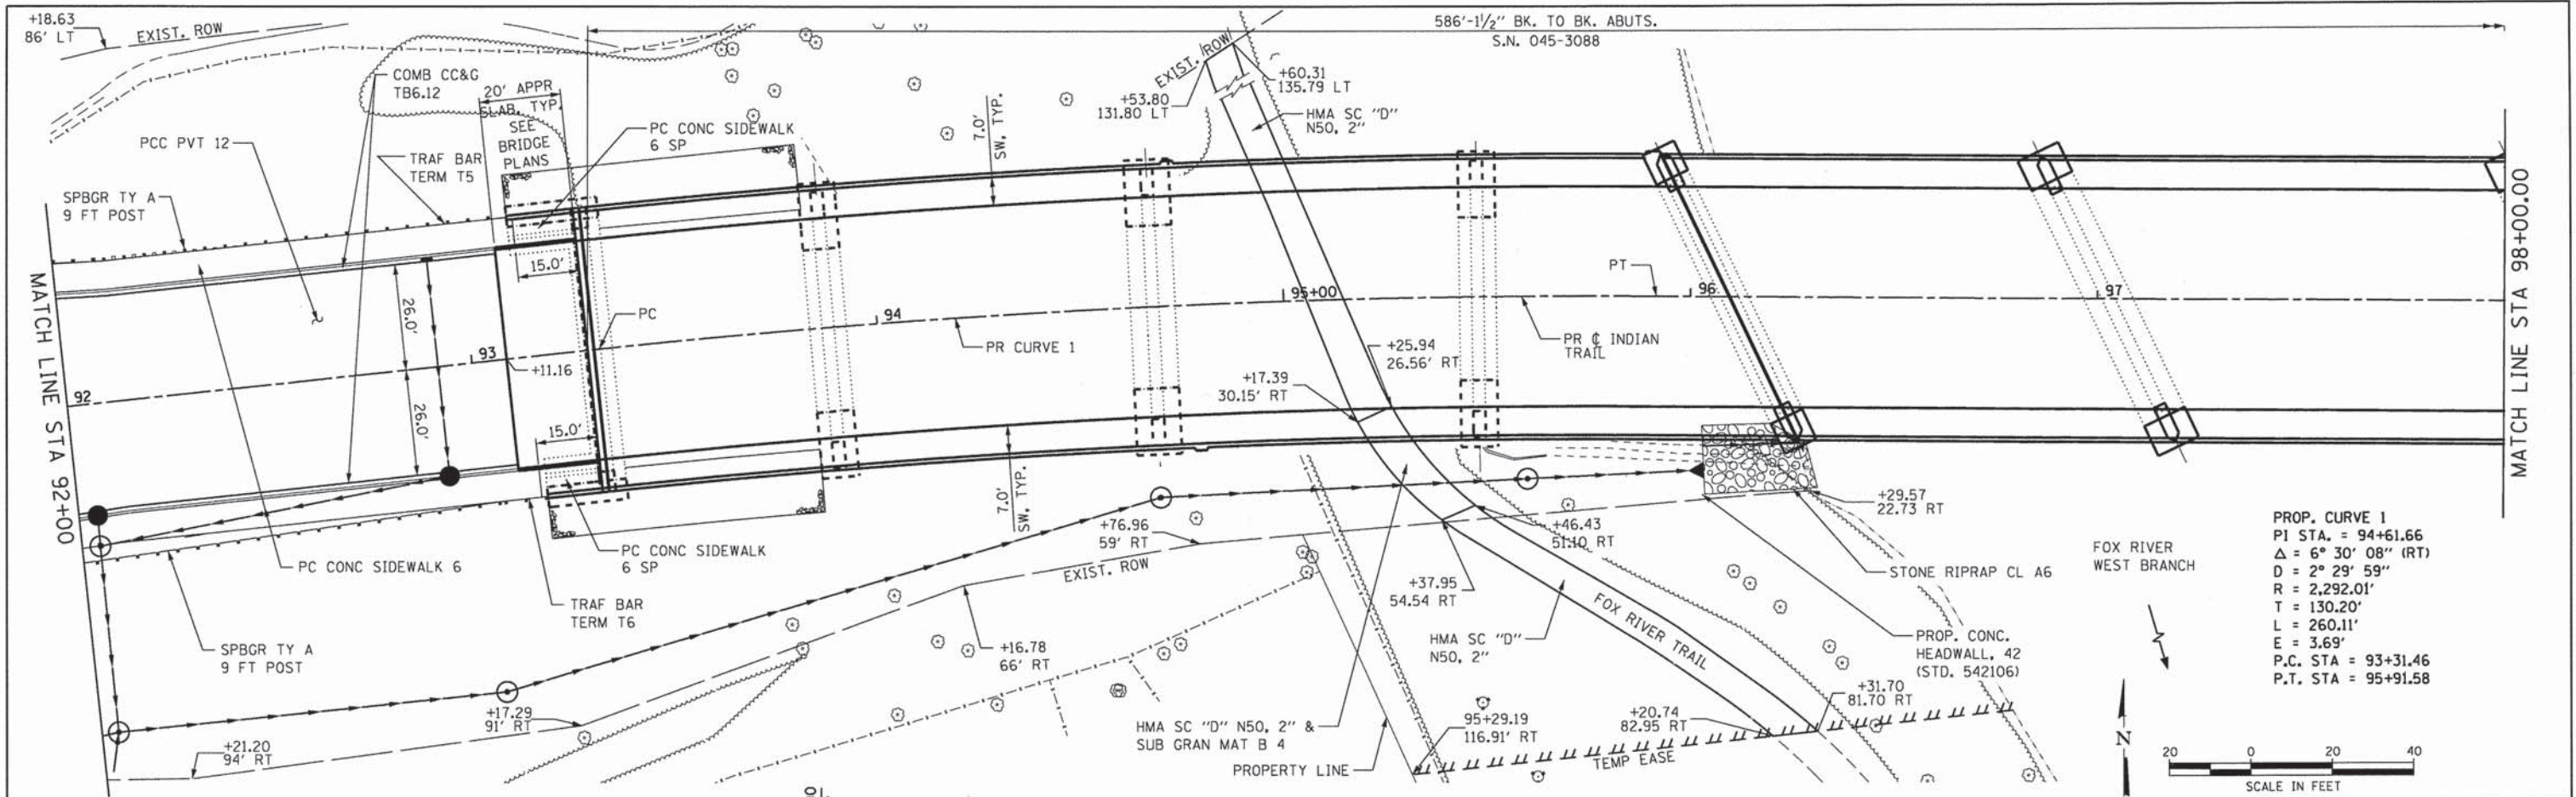 +18.63
86' LT
EXIST. ROW
586'-1 1/2" BK. TO BK. ABUTS.
S.N. 045-3088
COMB CC&G
TB6.12
20' APPR
SLAB, TYP.
SEE
BRIDGE
PLANS
PC CONC SIDEWALK
6 SP
7.0'
SW, TYP.
EXIST. ROW
+53.80
131.80 LT
+60.31
135.79 LT
HMA SC "D"
N50, 2"
PCC PVT 12
TRAF BAR
TERM T5
SPBGR TY A
9 FT POST
MATCH LINE STA 92+00
MATCH LINE STA 98+00.00
15.0'
26.0'
26.0'
PC
PT
92
93
94
95+00
96
97
+11.16
PR CURVE 1
PR ℄ INDIAN
TRAIL
+25.94
26.56' RT
+17.39
30.15' RT
15.0'
7.0'
SW, TYP.
PC CONC SIDEWALK 6
PC CONC SIDEWALK
6 SP
TRAF BAR
TERM T6
SPBGR TY A
9 FT POST
+76.96
59' RT
EXIST. ROW
+46.43
51.10 RT
+37.95
54.54 RT
+29.57
22.73 RT
STONE RIPRAP CL A6
FOX RIVER
WEST BRANCH
+16.78
66' RT
HMA SC "D"
N50, 2"
FOX RIVER TRAIL
PROP. CONC.
HEADWALL, 42
(STD. 542106)
+17.29
91' RT
+21.20
94' RT
HMA SC "D" N50, 2" &
SUB GRAN MAT B 4
PROPERTY LINE
95+29.19
116.91' RT
+20.74
82.95 RT
+31.70
81.70 RT
TEMP EASE
PROP. CURVE 1
PI STA. = 94+61.66
Δ = 6° 30' 08" (RT)
D = 2° 29' 59"
R = 2,292.01'
T = 130.20'
L = 260.11'
E = 3.69'
P.C. STA = 93+31.46
P.T. STA = 95+91.58
N
20 0 20 40
SCALE IN FEET